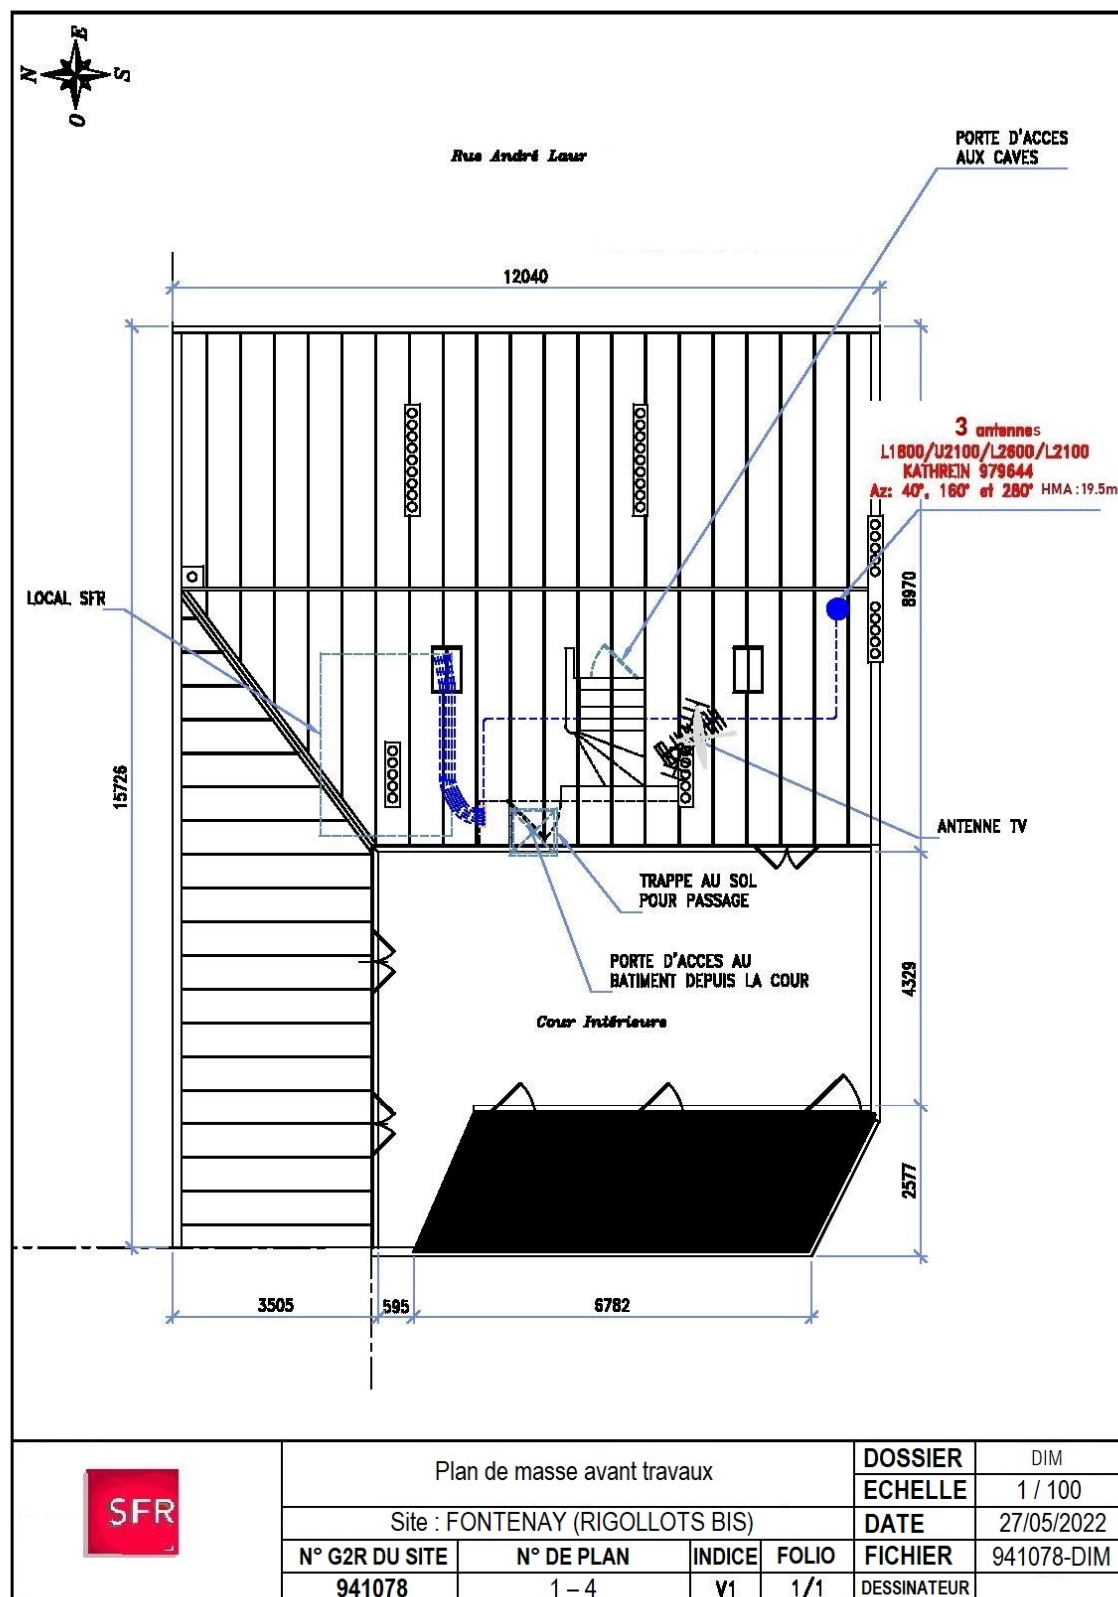 E
N
S
O
Rue André Laur
PORTE D'ACCES
AUX CAVES
12040
3 antennes
L1800/U2100/L2600/L2100
KATHREIN 979644
Az: 40°, 160° et 280° HMA : 19.5m
8970
LOCAL SFR
15726
ANTENNE TV
TRAPPE AU SOL
POUR PASSAGE
PORTE D'ACCES AU
BATIMENT DEPUIS LA COUR
4329
Cour Intérieure
2577
3505
595
6782
SFR
Plan de masse avant travaux
DOSSIER DIM
ECHELLE 1 / 100
Site : FONTENAY (RIGOLLOTS BIS)
DATE 27/05/2022
N° G2R DU SITE N° DE PLAN INDICE FOLIO FICHIER 941078-DIM
941078 1 – 4 V1 1/1 DESSINATEUR